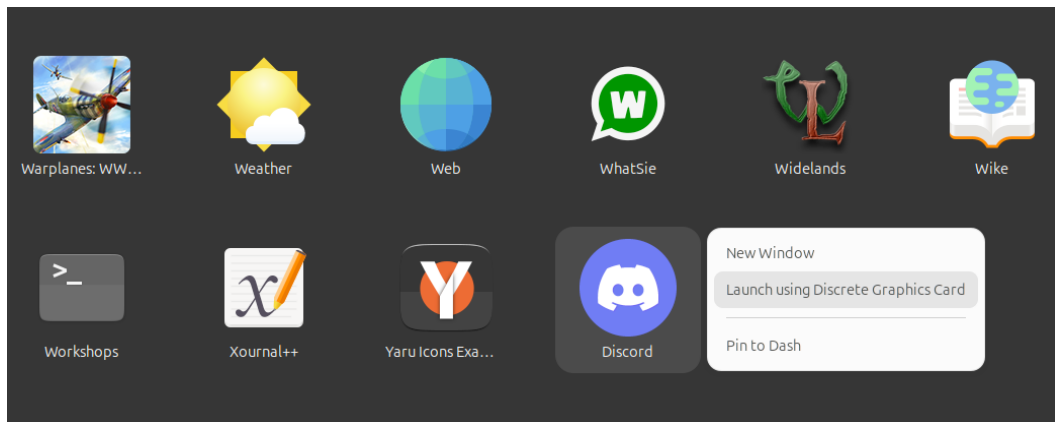 Warplanes: WW...
Weather
Web
WhatSie
Widelands
Wike
Workshops
Xournal++
Yaru Icons Exa...
Discord
New Window
Launch using Discrete Graphics Card
Pin to Dash